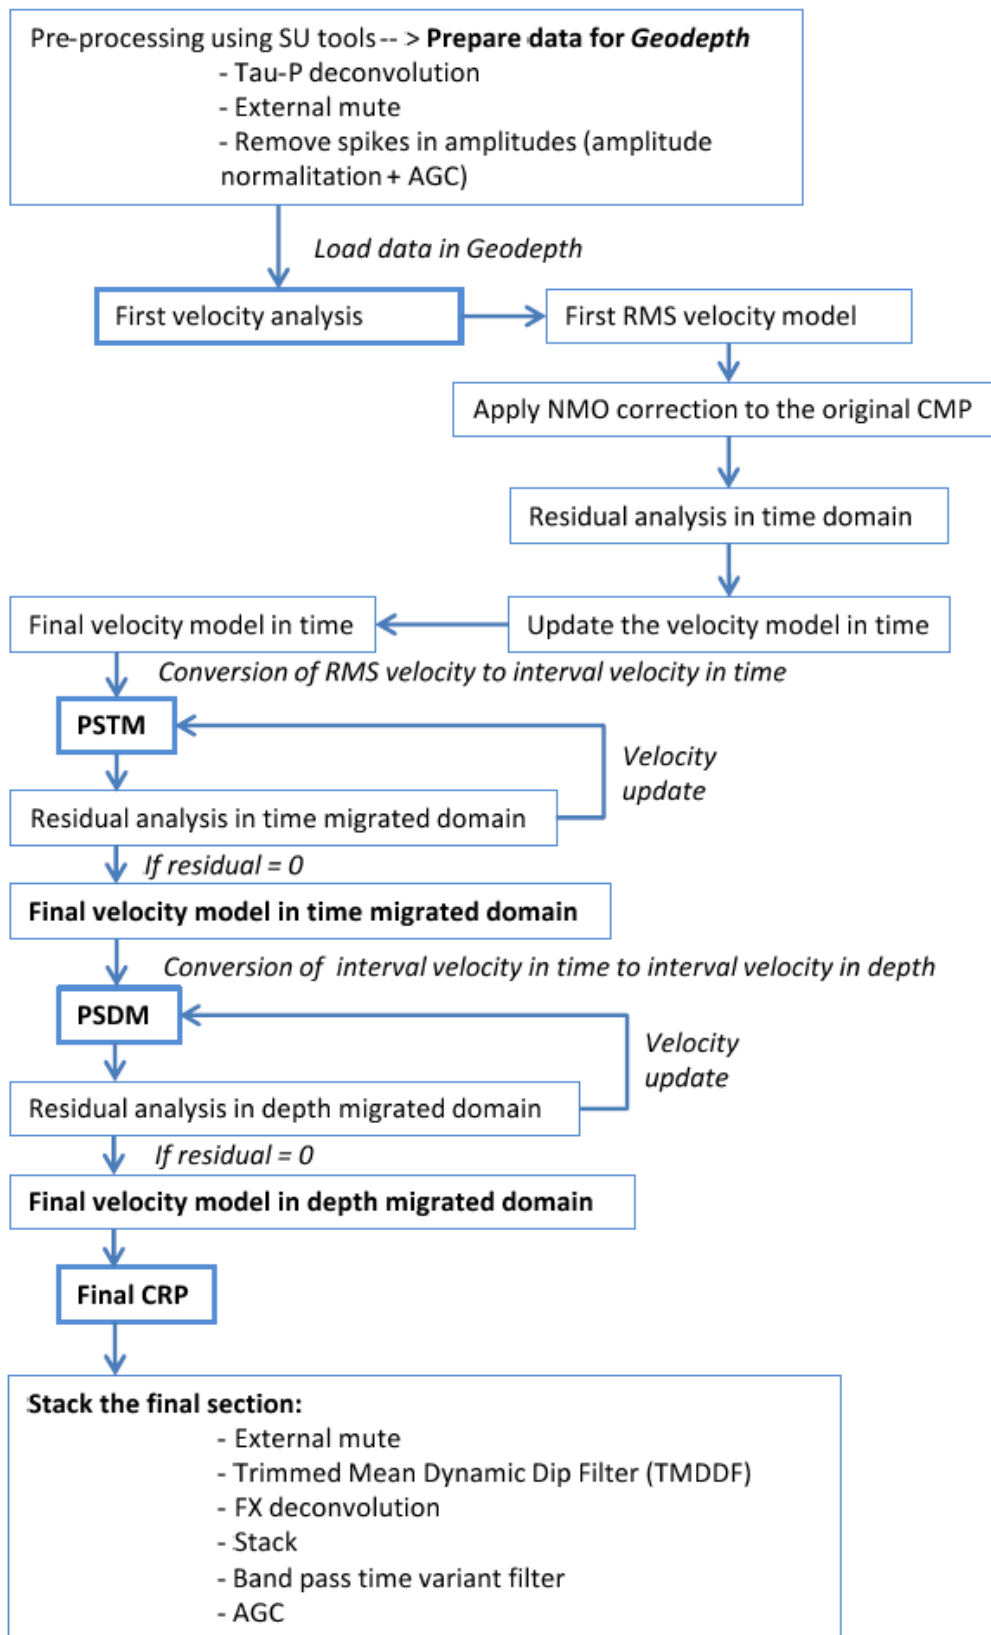 Pre-processing using SU tools-- > Prepare data for Geodepth
- Tau-P deconvolution
- External mute
- Remove spikes in amplitudes (amplitude
normalitation + AGC)
Load data in Geodepth
First velocity analysis
First RMS velocity model
Apply NMO correction to the original CMP
Residual analysis in time domain
Final velocity model in time
Update the velocity model in time
Conversion of RMS velocity to interval velocity in time
PSTM
Velocity
update
Residual analysis in time migrated domain
If residual = 0
Final velocity model in time migrated domain
Conversion of interval velocity in time to interval velocity in depth
PSDM
Velocity
update
Residual analysis in depth migrated domain
If residual = 0
Final velocity model in depth migrated domain
Final CRP
Stack the final section:
- External mute
- Trimmed Mean Dynamic Dip Filter (TMDDF)
- FX deconvolution
- Stack
- Band pass time variant filter
- AGC